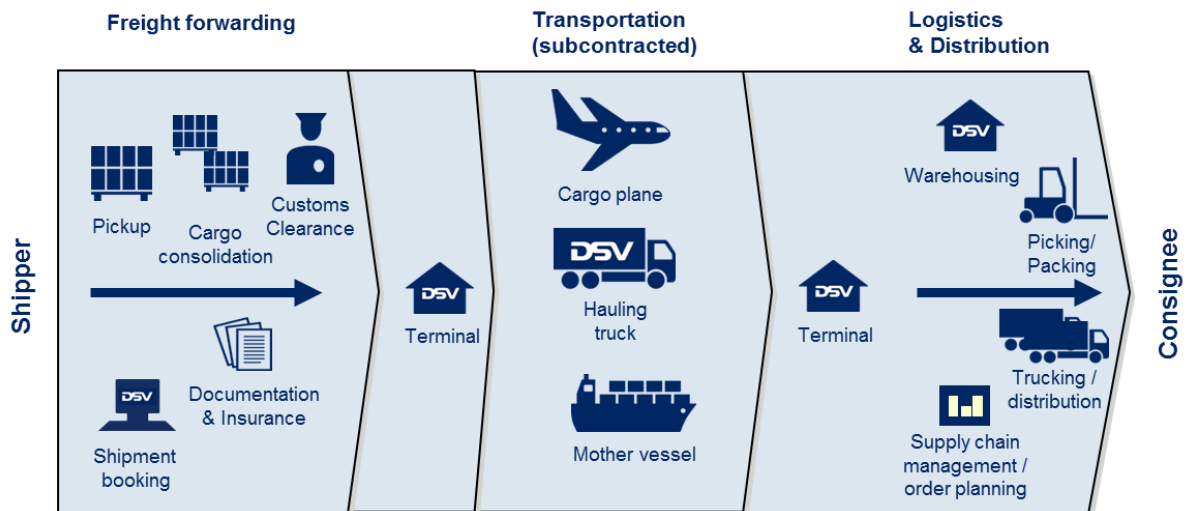 Freight forwarding
Transportation
(subcontracted)
Logistics
& Distribution
Shipper
Pickup
Cargo
consolidation
Customs
Clearance
DSV
Shipment
booking
Documentation
& Insurance
DSV
Terminal
Cargo plane
DSV
Hauling
truck
Mother vessel
DSV
Terminal
DSV
Warehousing
Picking/
Packing
Trucking /
distribution
Supply chain
management /
order planning
Consignee